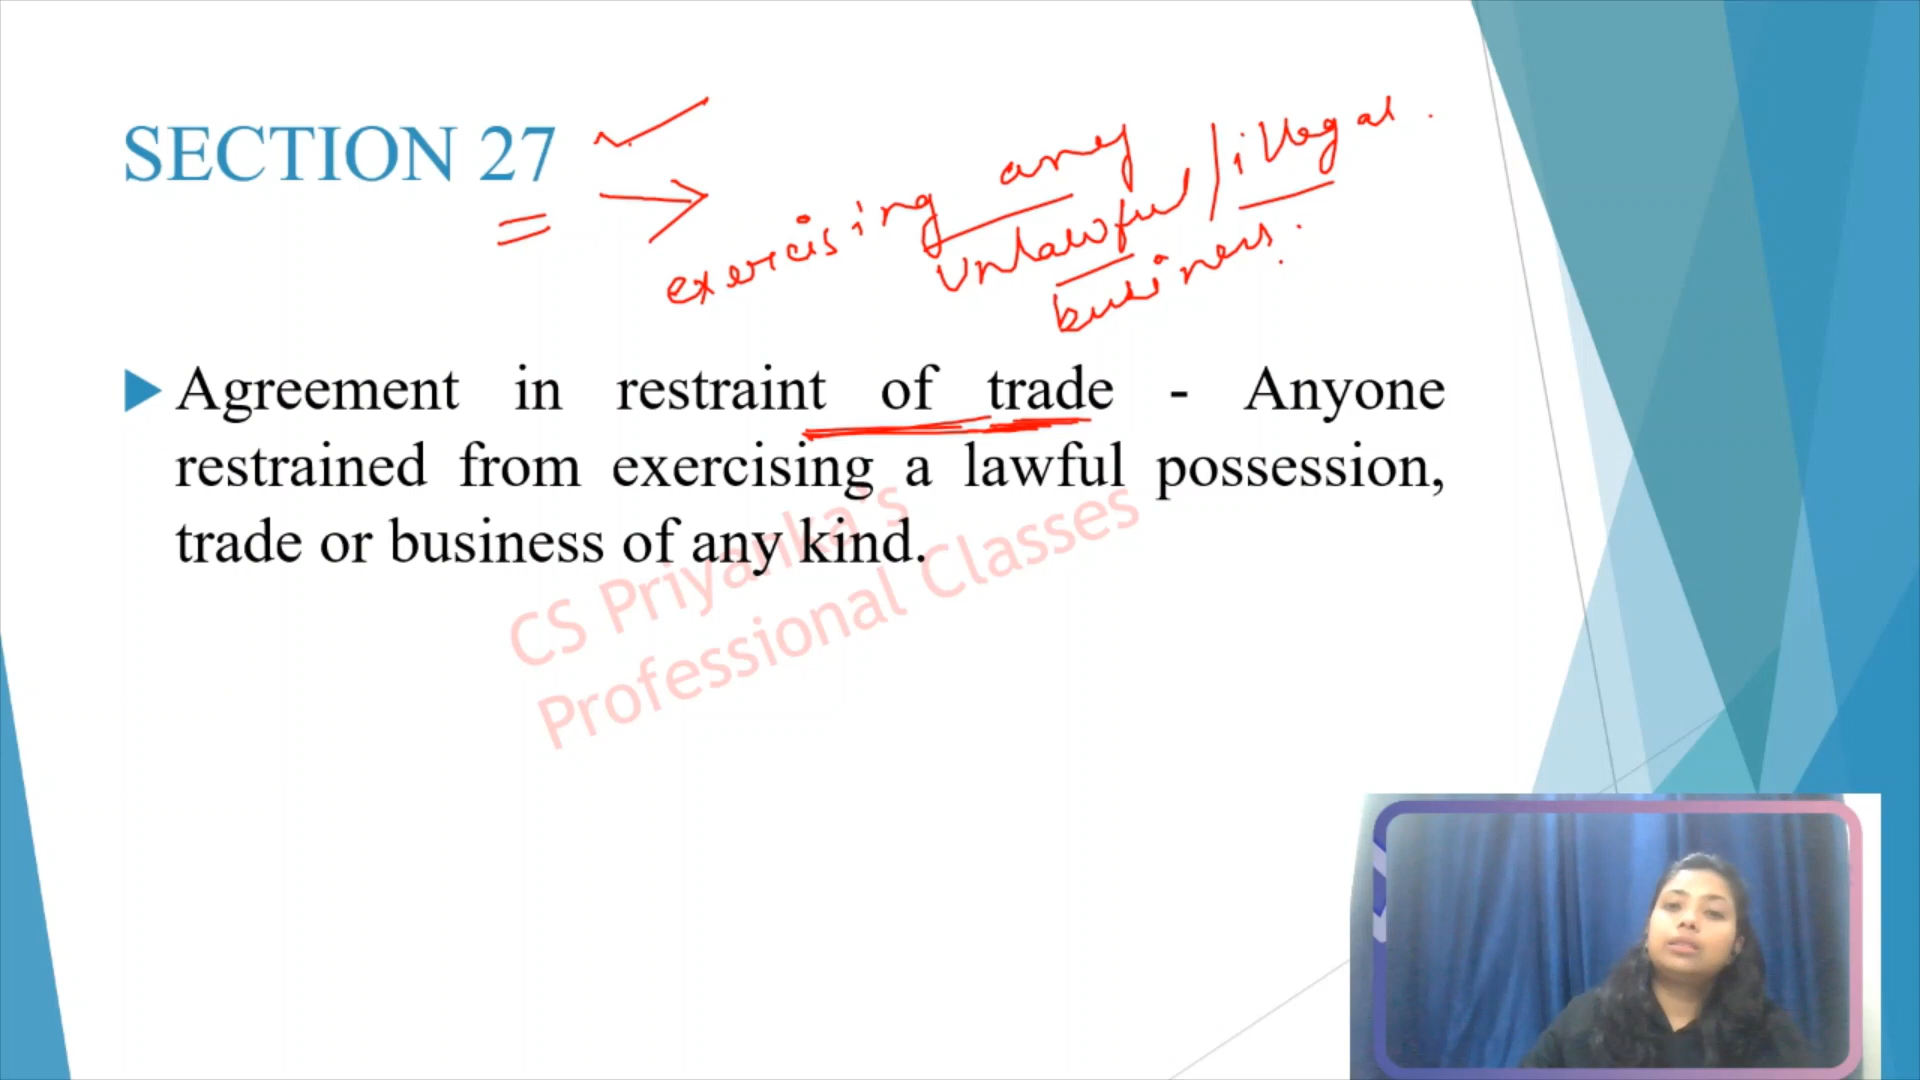 SECTION 27
exercising any
unlawful/illegal.
business.
Agreement in restraint of trade - Anyone
restrained from exercising a lawful possession,
trade or business of any kind.
CS Priyanka's
Professional Classes